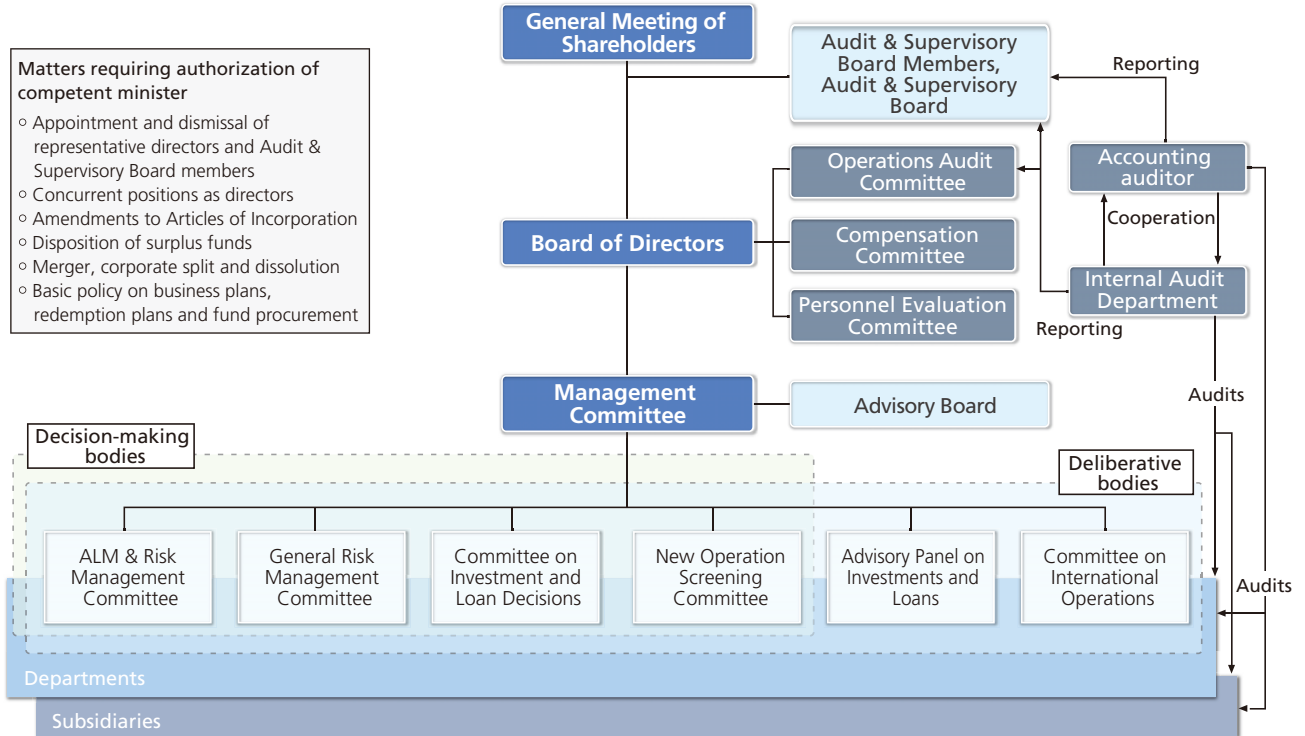 General Meeting of
Shareholders
Matters requiring authorization of
competent minister
○ Appointment and dismissal of
representative directors and Audit &
Supervisory Board members
○ Concurrent positions as directors
○ Amendments to Articles of Incorporation
○ Disposition of surplus funds
○ Merger, corporate split and dissolution
○ Basic policy on business plans,
redemption plans and fund procurement
Audit & Supervisory
Board Members,
Audit & Supervisory
Board
Reporting
Operations Audit
Committee
Accounting
auditor
Cooperation
Board of Directors
Compensation
Committee
Internal Audit
Department
Personnel Evaluation
Committee
Reporting
Management
Committee
Advisory Board
Audits
Decision-making
bodies
Deliberative
bodies
ALM & Risk
Management
Committee
General Risk
Management
Committee
Committee on
Investment and
Loan Decisions
New Operation
Screening
Committee
Advisory Panel on
Investments and
Loans
Committee on
International
Operations
Audits
Departments
Subsidiaries